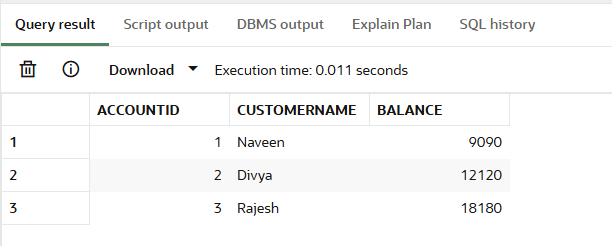 Query result Script output DBMS output Explain Plan SQL history
Download Execution time: 0.011 seconds
ACCOUNTID CUSTOMERNAME BALANCE
1 1 Naveen 9090
2 2 Divya 12120
3 3 Rajesh 18180